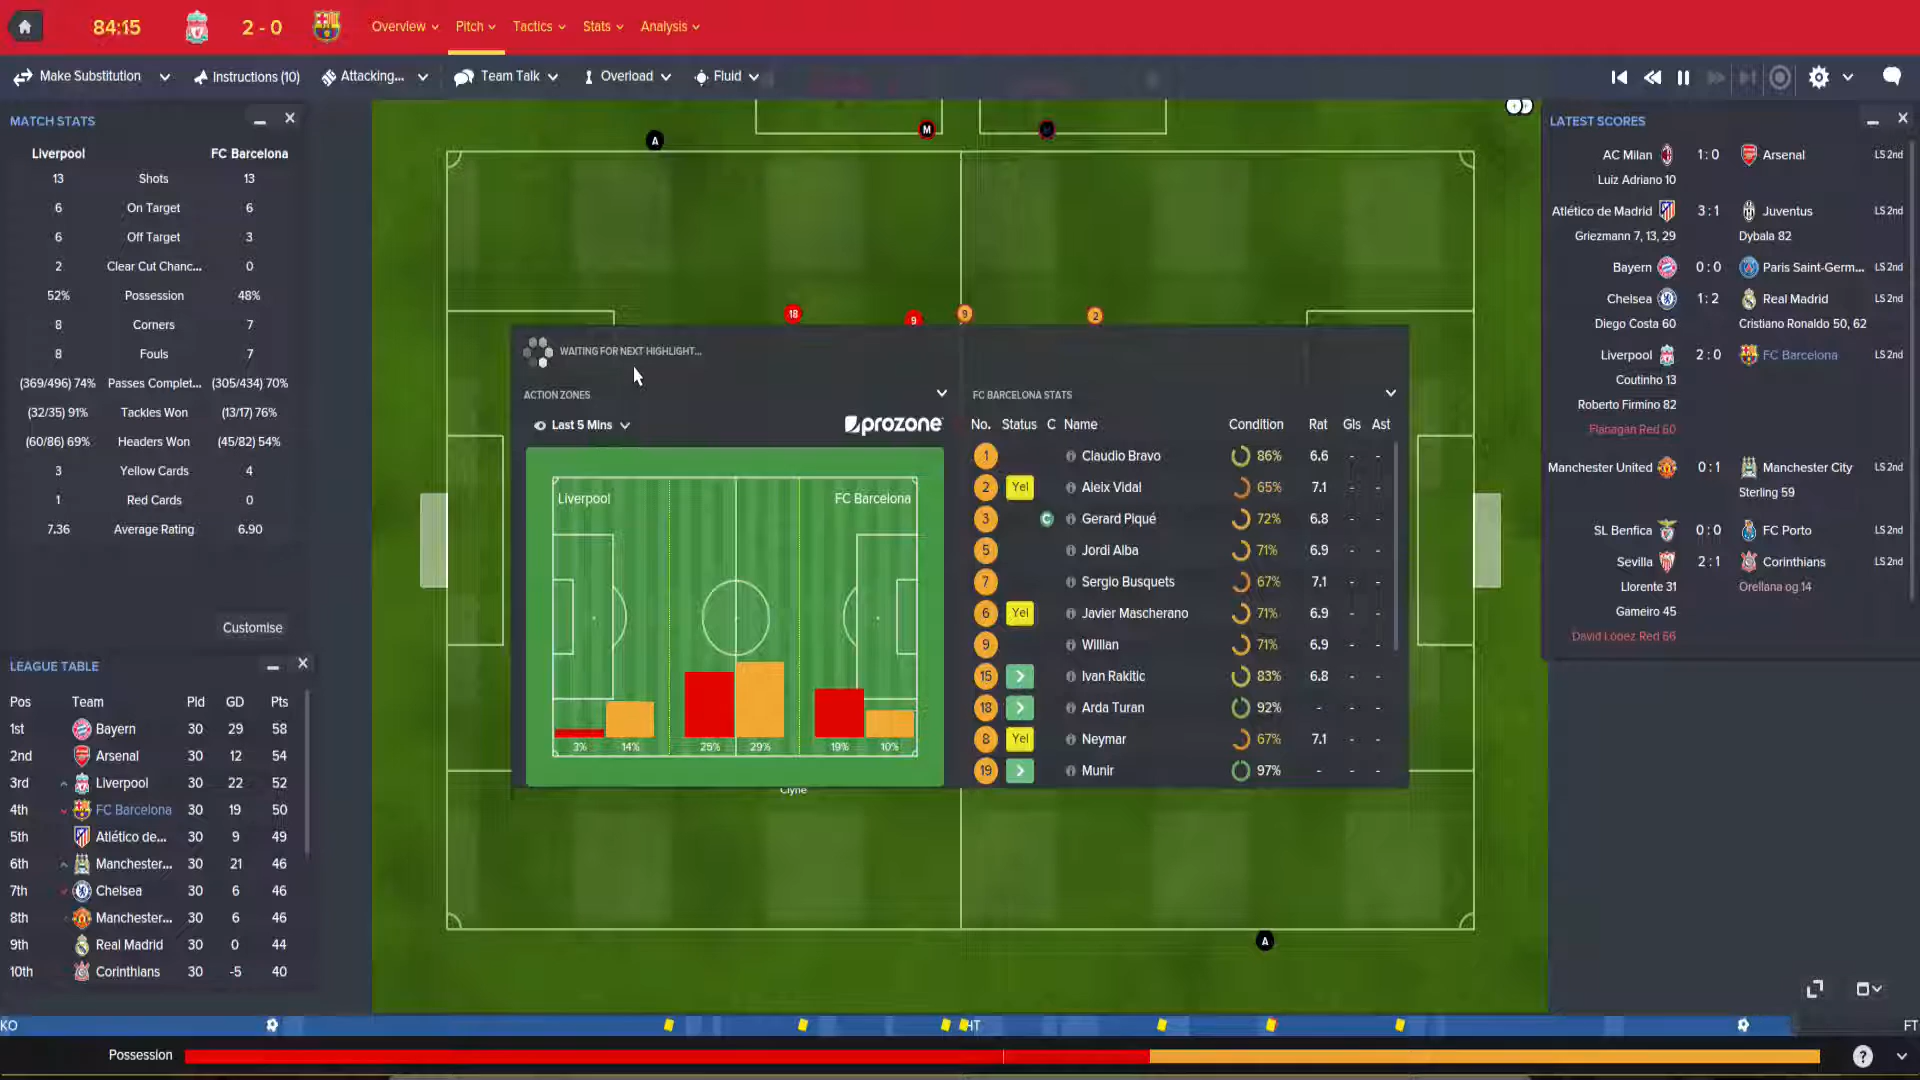 84:15 2 - 0 Overview Pitch Tactics Stats Analysis
Make Substitution Instructions (10) Attacking... Team Talk Overload Fluid
MATCH STATS
Liverpool FC Barcelona
13 Shots 13
6 On Target 6
6 Off Target 3
2 Clear Cut Chanc... 0
52% Possession 48%
8 Corners 7
8 Fouls 7
(369/496) 74% Passes Complet... (305/434) 70%
(32/35) 91% Tackles Won (13/17) 76%
(60/86) 69% Headers Won (45/82) 54%
3 Yellow Cards 4
1 Red Cards 0
7.36 Average Rating 6.90
Customise
LEAGUE TABLE
Pos Team Pld GD Pts
1st Bayern 30 29 58
2nd Arsenal 30 12 54
3rd Liverpool 30 22 52
4th FC Barcelona 30 19 50
5th Atlético de... 30 9 49
6th Manchester... 30 21 46
7th Chelsea 30 6 46
8th Manchester... 30 6 46
9th Real Madrid 30 0 44
10th Corinthians 30 -5 40
A
M
18
9
9
2
WAITING FOR NEXT HIGHLIGHT...
ACTION ZONES
Last 5 Mins
prozone
Liverpool FC Barcelona
3% 14% 25% 29% 19% 10%
Clyne
A
FC BARCELONA STATS
No. Status C Name Condition Rat Gls Ast
1 Claudio Bravo 86% 6.6 - -
2 Yel Aleix Vidal 65% 7.1 - -
3 C Gerard Piqué 72% 6.8 - -
5 Jordi Alba 71% 6.9 - -
7 Sergio Busquets 67% 7.1 - -
6 Yel Javier Mascherano 71% 6.9 - -
9 Willian 71% 6.9 - -
15 Ivan Rakitic 83% 6.8 - -
18 Arda Turan 92% - - -
8 Yel Neymar 67% 7.1 - -
19 Munir 97% - - -
LATEST SCORES
AC Milan 1:0 Arsenal LS 2nd
Luiz Adriano 10
Atlético de Madrid 3:1 Juventus LS 2nd
Griezmann 7, 13, 29 Dybala 82
Bayern 0:0 Paris Saint-Germ... LS 2nd
Chelsea 1:2 Real Madrid LS 2nd
Diego Costa 60 Cristiano Ronaldo 50, 62
Liverpool 2:0 FC Barcelona LS 2nd
Coutinho 13
Roberto Firmino 82
Flanagan Red 60
Manchester United 0:1 Manchester City LS 2nd
Sterling 59
SL Benfica 0:0 FC Porto LS 2nd
Sevilla 2:1 Corinthians LS 2nd
Llorente 31 Orellana og 14
Gameiro 45
David López Red 66
KO HT FT
Possession ?